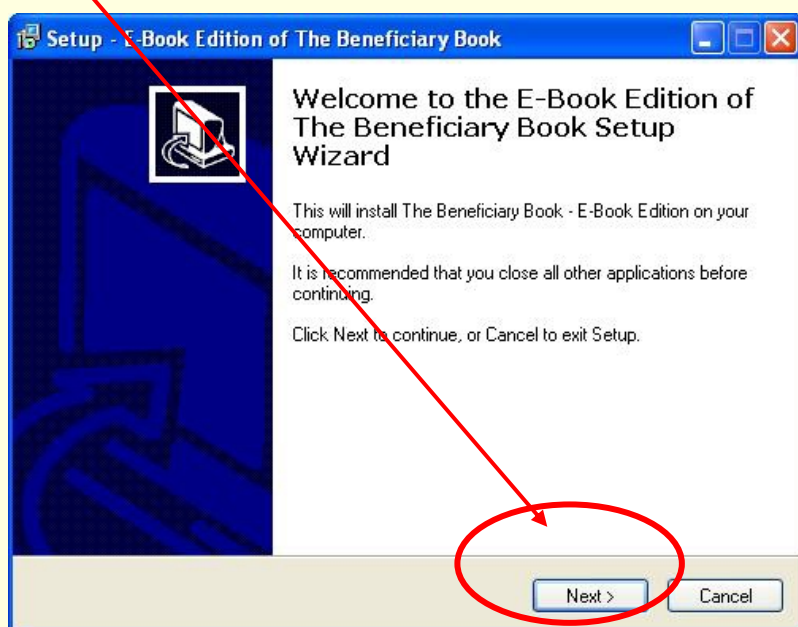 Setup - E-Book Edition of The Beneficiary Book
Welcome to the E-Book Edition of
The Beneficiary Book Setup
Wizard
This will install The Beneficiary Book - E-Book Edition on your
computer.
It is recommended that you close all other applications before
continuing.
Click Next to continue, or Cancel to exit Setup.
Next >
Cancel